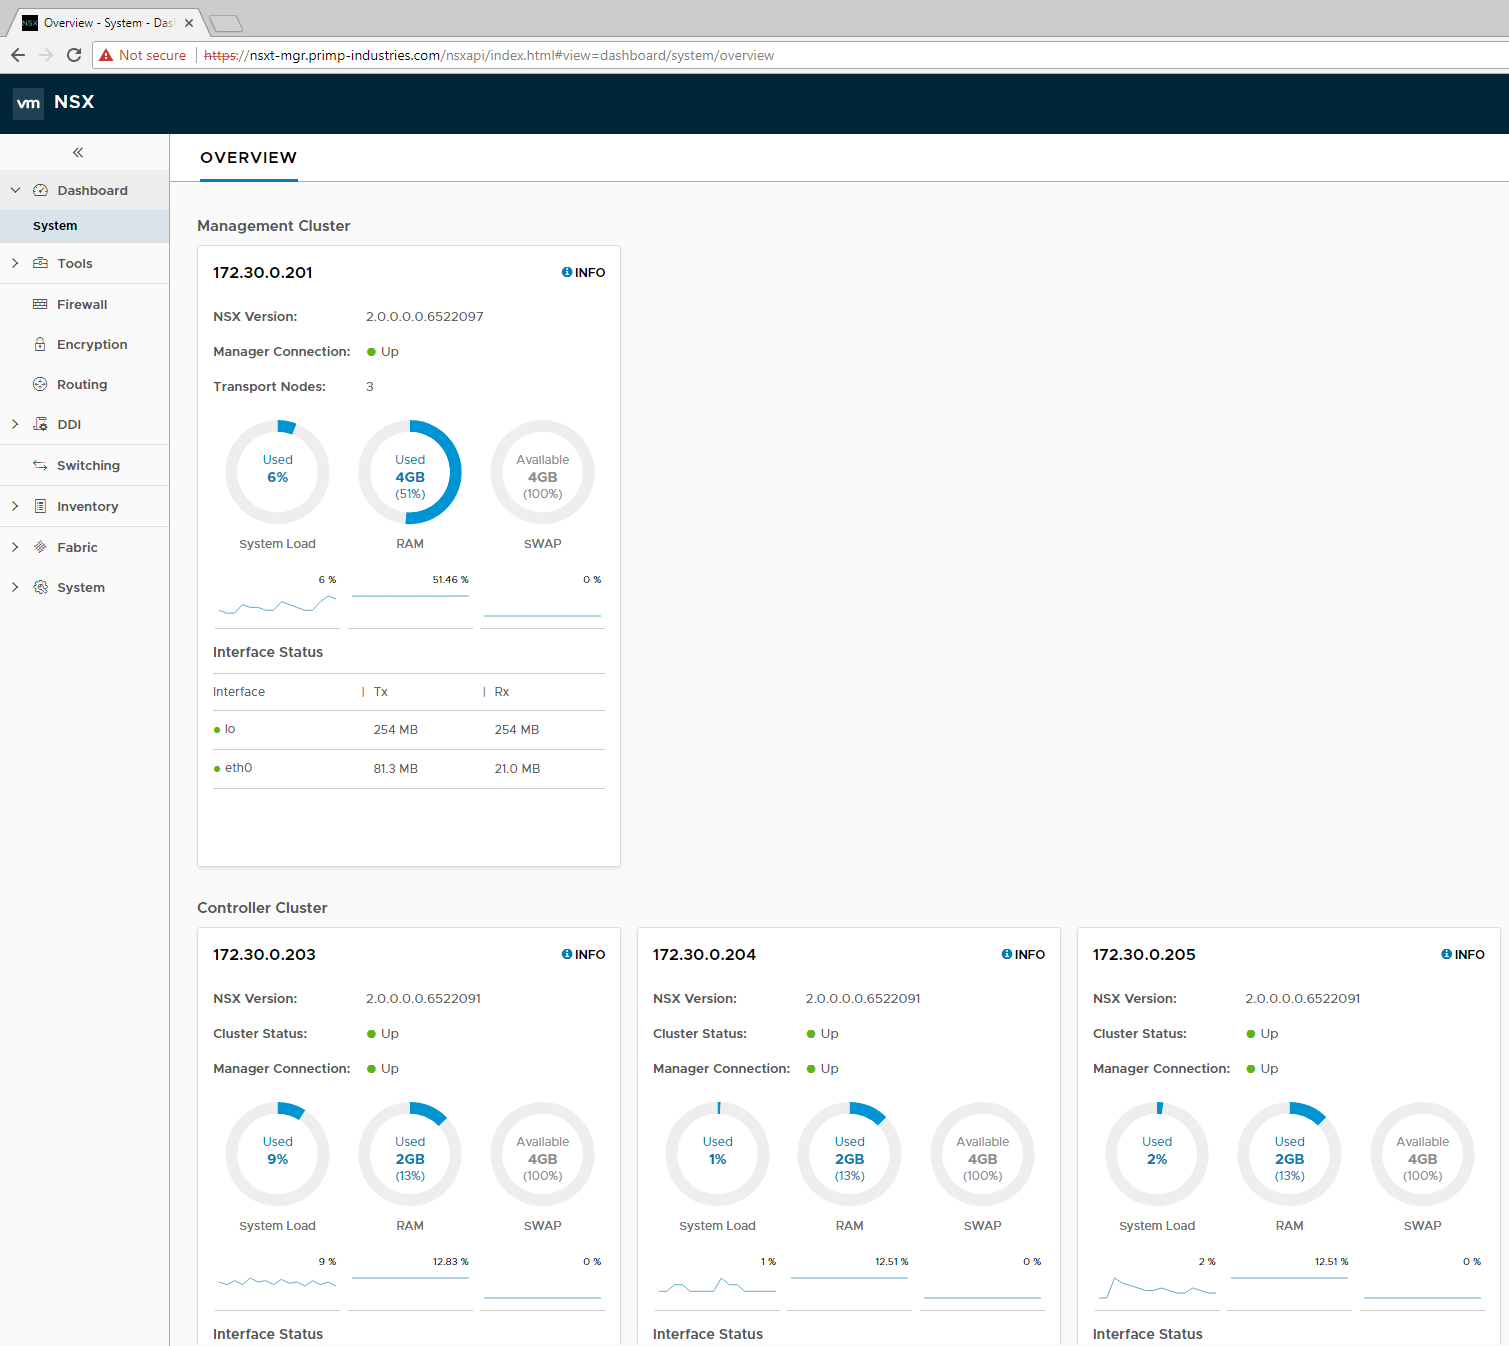 NSX Overview - System - Das
Not secure https://nsxt-mgr.primp-industries.com/nsxapi/index.html#view=dashboard/system/overview
vm NSX
Dashboard
System
Tools
Firewall
Encryption
Routing
DDI
Switching
Inventory
Fabric
System
OVERVIEW
Management Cluster
172.30.0.201 INFO
NSX Version: 2.0.0.0.0.6522097
Manager Connection: Up
Transport Nodes: 3
Used Used Available
6% 4GB 4GB
(51%) (100%)
System Load RAM SWAP
6 % 51.46 % 0 %
Interface Status
Interface | Tx | Rx
lo 254 MB 254 MB
eth0 81.3 MB 21.0 MB
Controller Cluster
172.30.0.203 INFO
NSX Version: 2.0.0.0.0.6522091
Cluster Status: Up
Manager Connection: Up
Used Used Available
9% 2GB 4GB
(13%) (100%)
System Load RAM SWAP
9 % 12.83 % 0 %
Interface Status
172.30.0.204 INFO
NSX Version: 2.0.0.0.0.6522091
Cluster Status: Up
Manager Connection: Up
Used Used Available
1% 2GB 4GB
(13%) (100%)
System Load RAM SWAP
1 % 12.51 % 0 %
Interface Status
172.30.0.205 INFO
NSX Version: 2.0.0.0.0.6522091
Cluster Status: Up
Manager Connection: Up
Used Used Available
2% 2GB 4GB
(13%) (100%)
System Load RAM SWAP
2 % 12.51 % 0 %
Interface Status